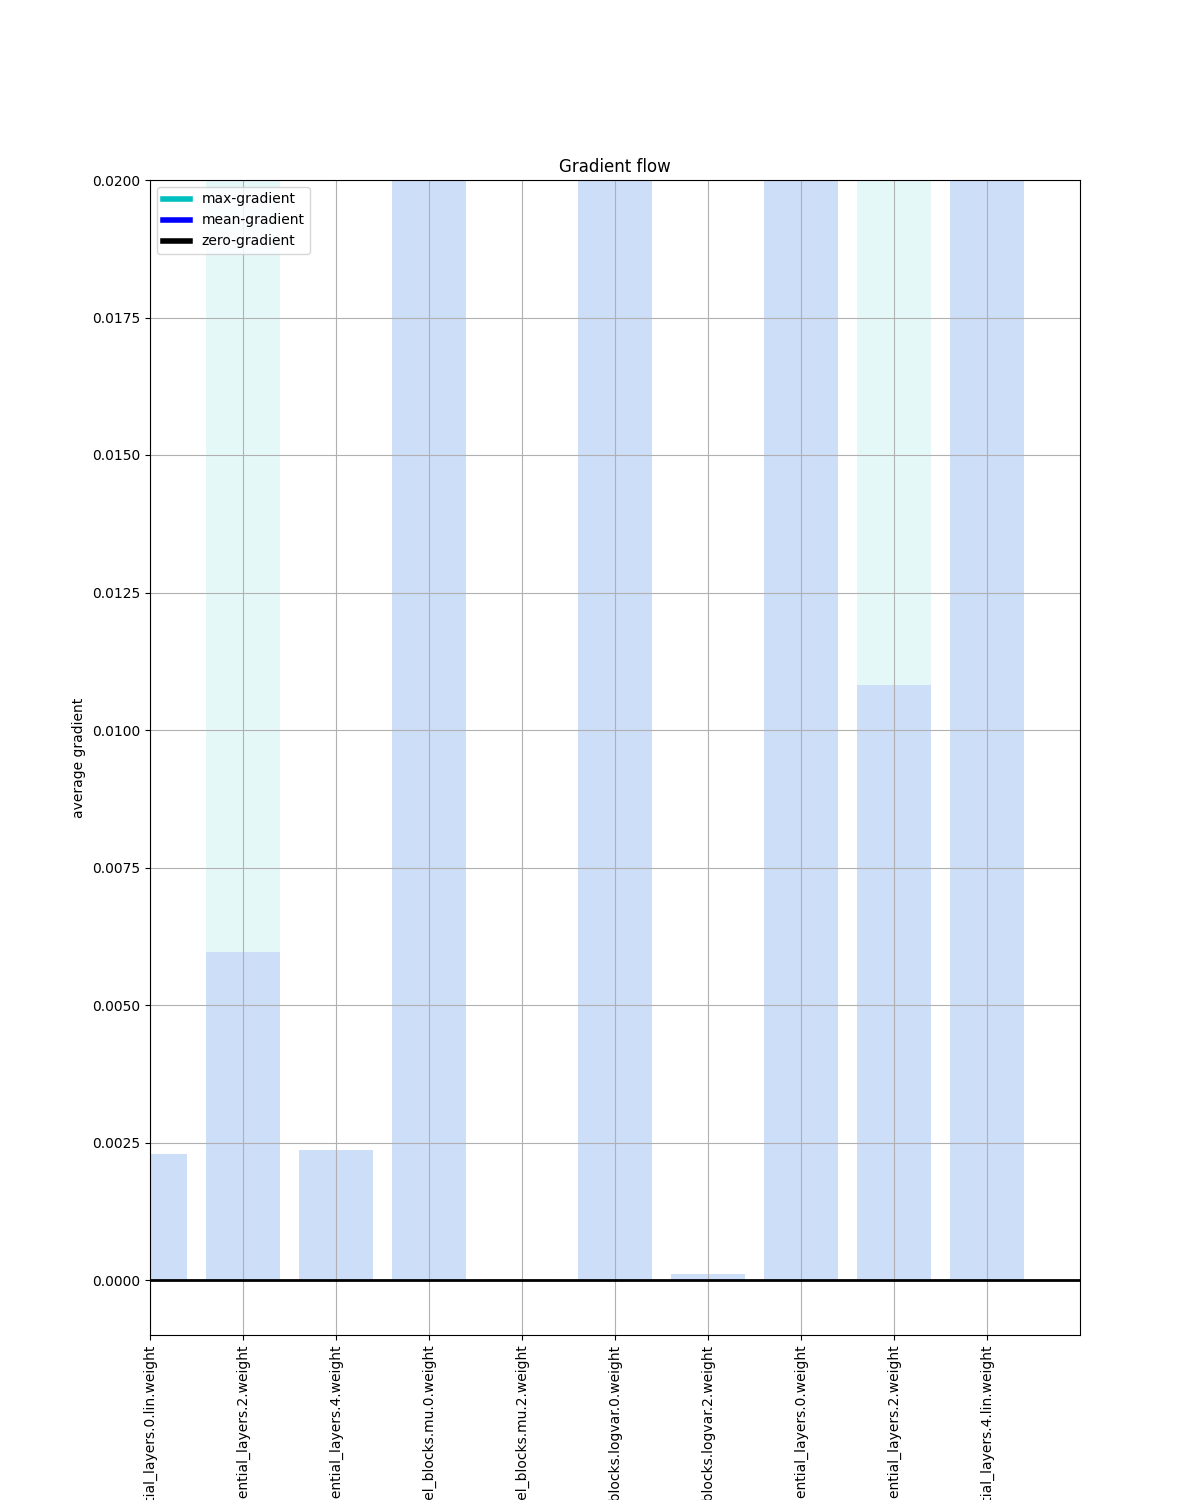 Gradient flow
max-gradient
mean-gradient
zero-gradient
0.0200
0.0175
0.0150
0.0125
0.0100
0.0075
0.0050
0.0025
0.0000
average gradient
tial_layers.0.lin.weight
ential_layers.2.weight
ential_layers.4.weight
el_blocks.mu.0.weight
el_blocks.mu.2.weight
blocks.logvar.0.weight
blocks.logvar.2.weight
ential_layers.0.weight
ential_layers.2.weight
tial_layers.4.lin.weight